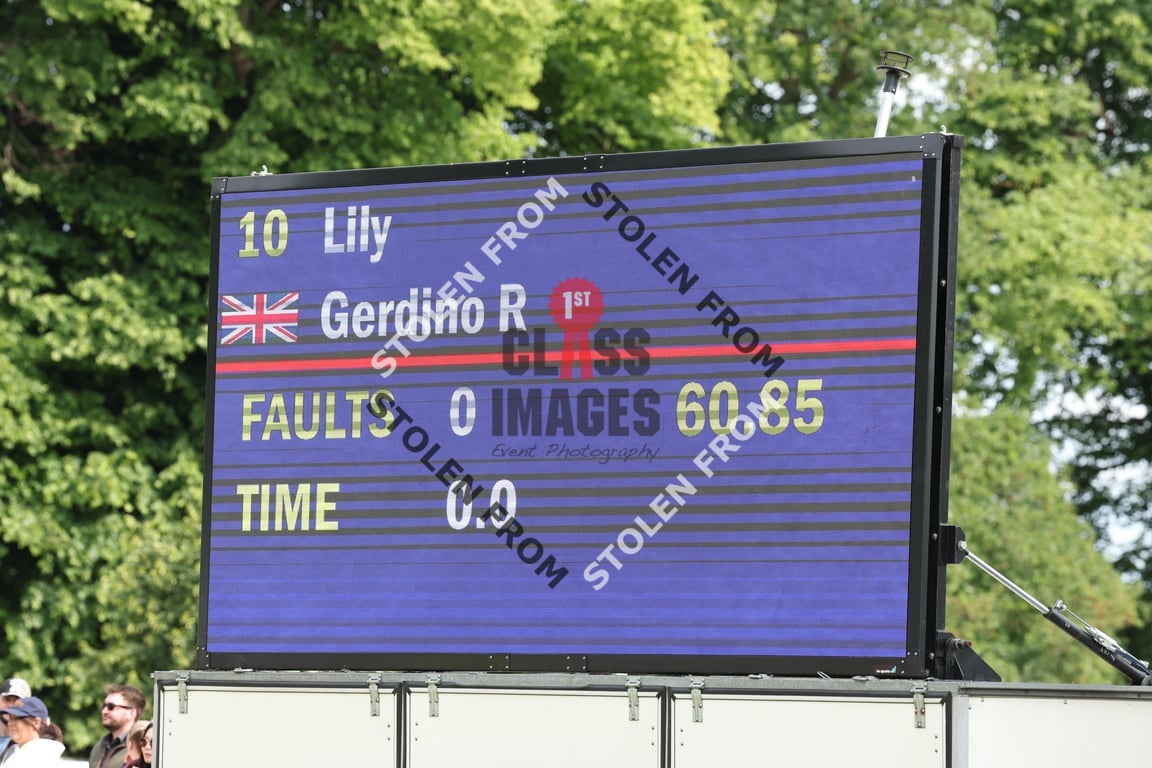 10 Lily
Gerdino R
FAULTS 0 60.85
TIME 0.0
STOLEN FROM
STOLEN FROM
1ST
CLASS
IMAGES
Event Photography
STOLEN FROM
STOLEN FROM